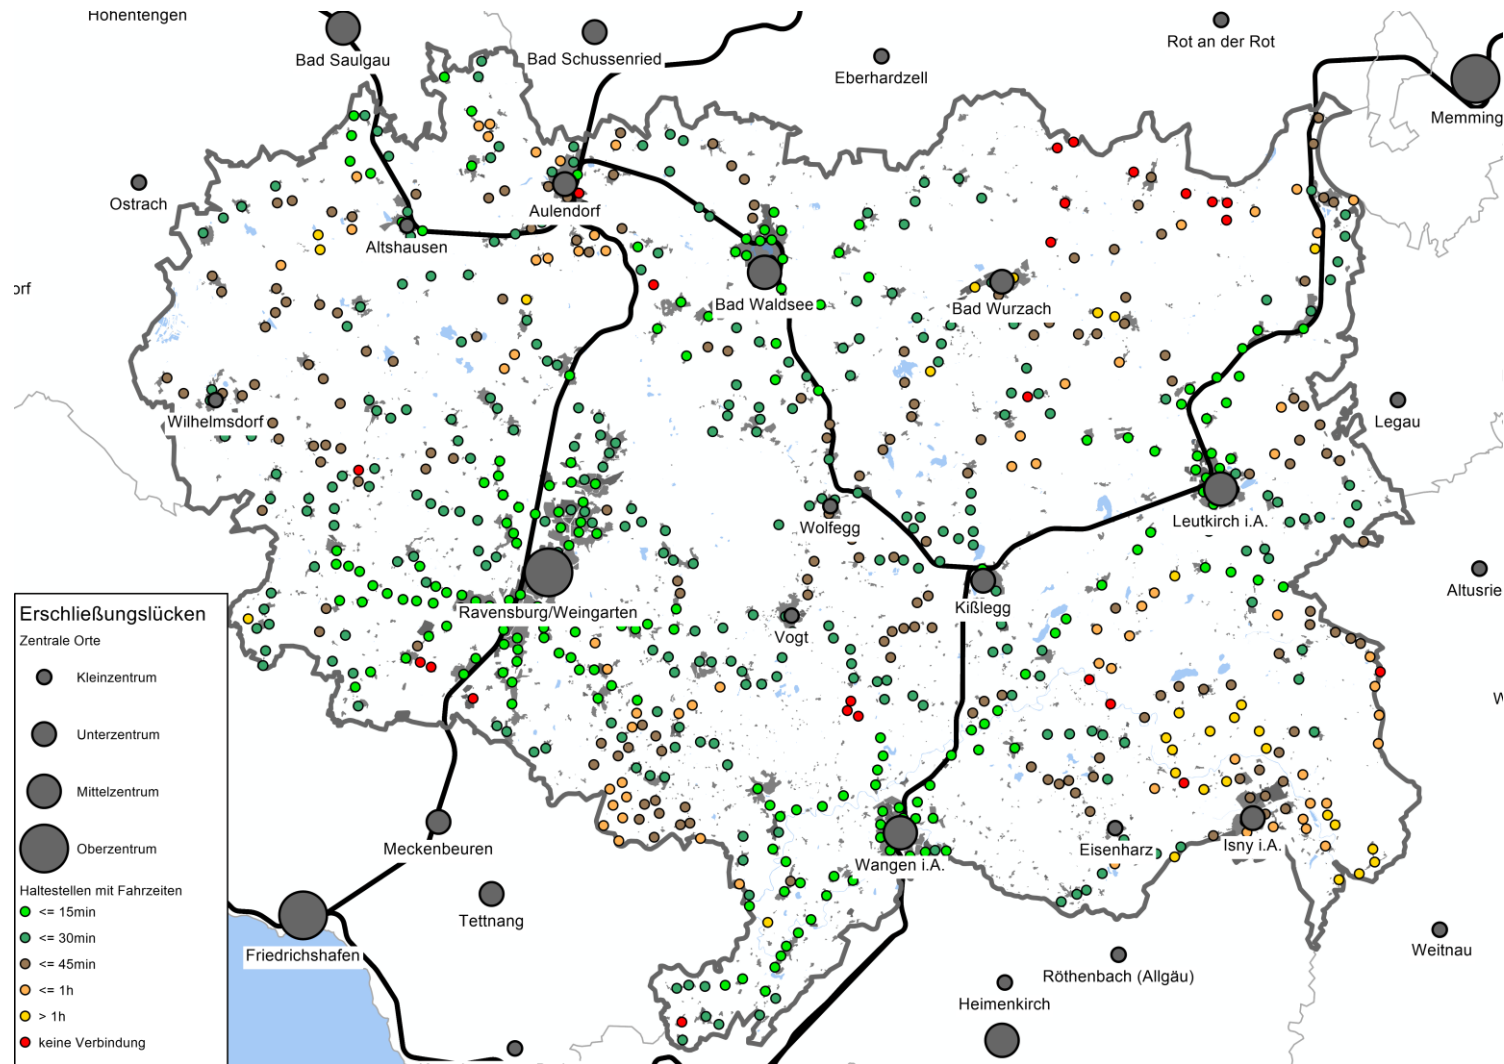 Hohentengen
Bad Saulgau
Bad Schussenried
Rot an der Rot
Eberhardzell
Memming
Ostrach
Aulendorf
Altshausen
orf
Bad Waldsee
Bad Wurzach
Wilhelmsdorf
Legau
Wolfegg
Leutkirch i.A.
Altusrie
Kißlegg
Ravensburg/Weingarten
Vogt
W
Meckenbeuren
Wangen i.A.
Eisenharz
Isny i.A.
Tettnang
Friedrichshafen
Weitnau
Röthenbach (Allgäu)
Heimenkirch
Erschließungslücken
Zentrale Orte
Kleinzentrum
Unterzentrum
Mittelzentrum
Oberzentrum
Haltestellen mit Fahrzeiten
<= 15min
<= 30min
<= 45min
<= 1h
> 1h
keine Verbindung